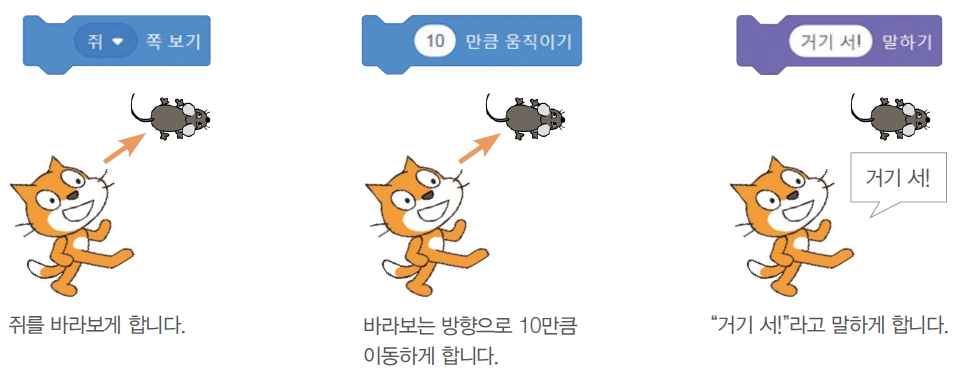 쥐 쪽 보기
10 만큼 움직이기
거기 서! 말하기
거기 서!
쥐를 바라보게 합니다.
바라보는 방향으로 10만큼
이동하게 합니다.
“거기 서!”라고 말하게 합니다.